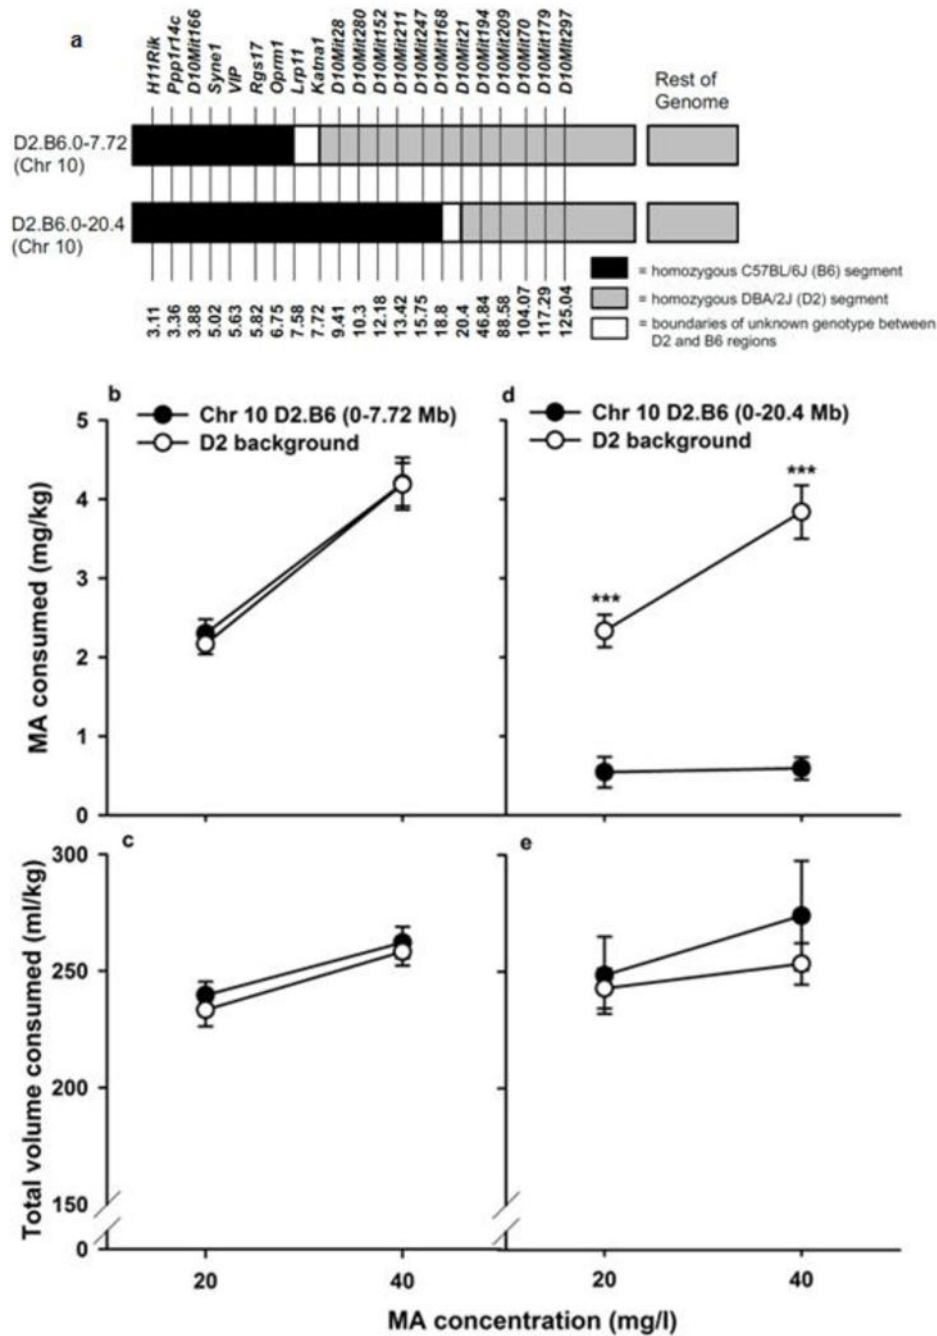 a
H11Rik
Ppp1r14c
D10Mit166
Syne1
VIP
Rgs17
Oprm1
Lrp11
Katna1
D10Mit28
D10Mit280
D10Mit152
D10Mit211
D10Mit247
D10Mit168
D10Mit21
D10Mit194
D10Mit209
D10Mit70
D10Mit179
D10MIt297
Rest of
Genome
D2.B6.0-7.72
(Chr 10)
D2.B6.0-20.4
(Chr 10)
3.11
3.36
3.88
5.02
5.63
5.82
6.75
7.58
7.72
9.41
10.3
12.18
13.42
15.75
18.8
20.4
46.84
88.58
104.07
117.29
125.04
= homozygous C57BL/6J (B6) segment
= homozygous DBA/2J (D2) segment
= boundaries of unknown genotype between
D2 and B6 regions
b
Chr 10 D2.B6 (0-7.72 Mb)
D2 background
MA consumed (mg/kg)
5
4
3
2
1
0
20
40
d
Chr 10 D2.B6 (0-20.4 Mb)
D2 background
***
***
20
40
c
Total volume consumed (ml/kg)
300
250
200
150
0
20
40
e
20
40
MA concentration (mg/l)